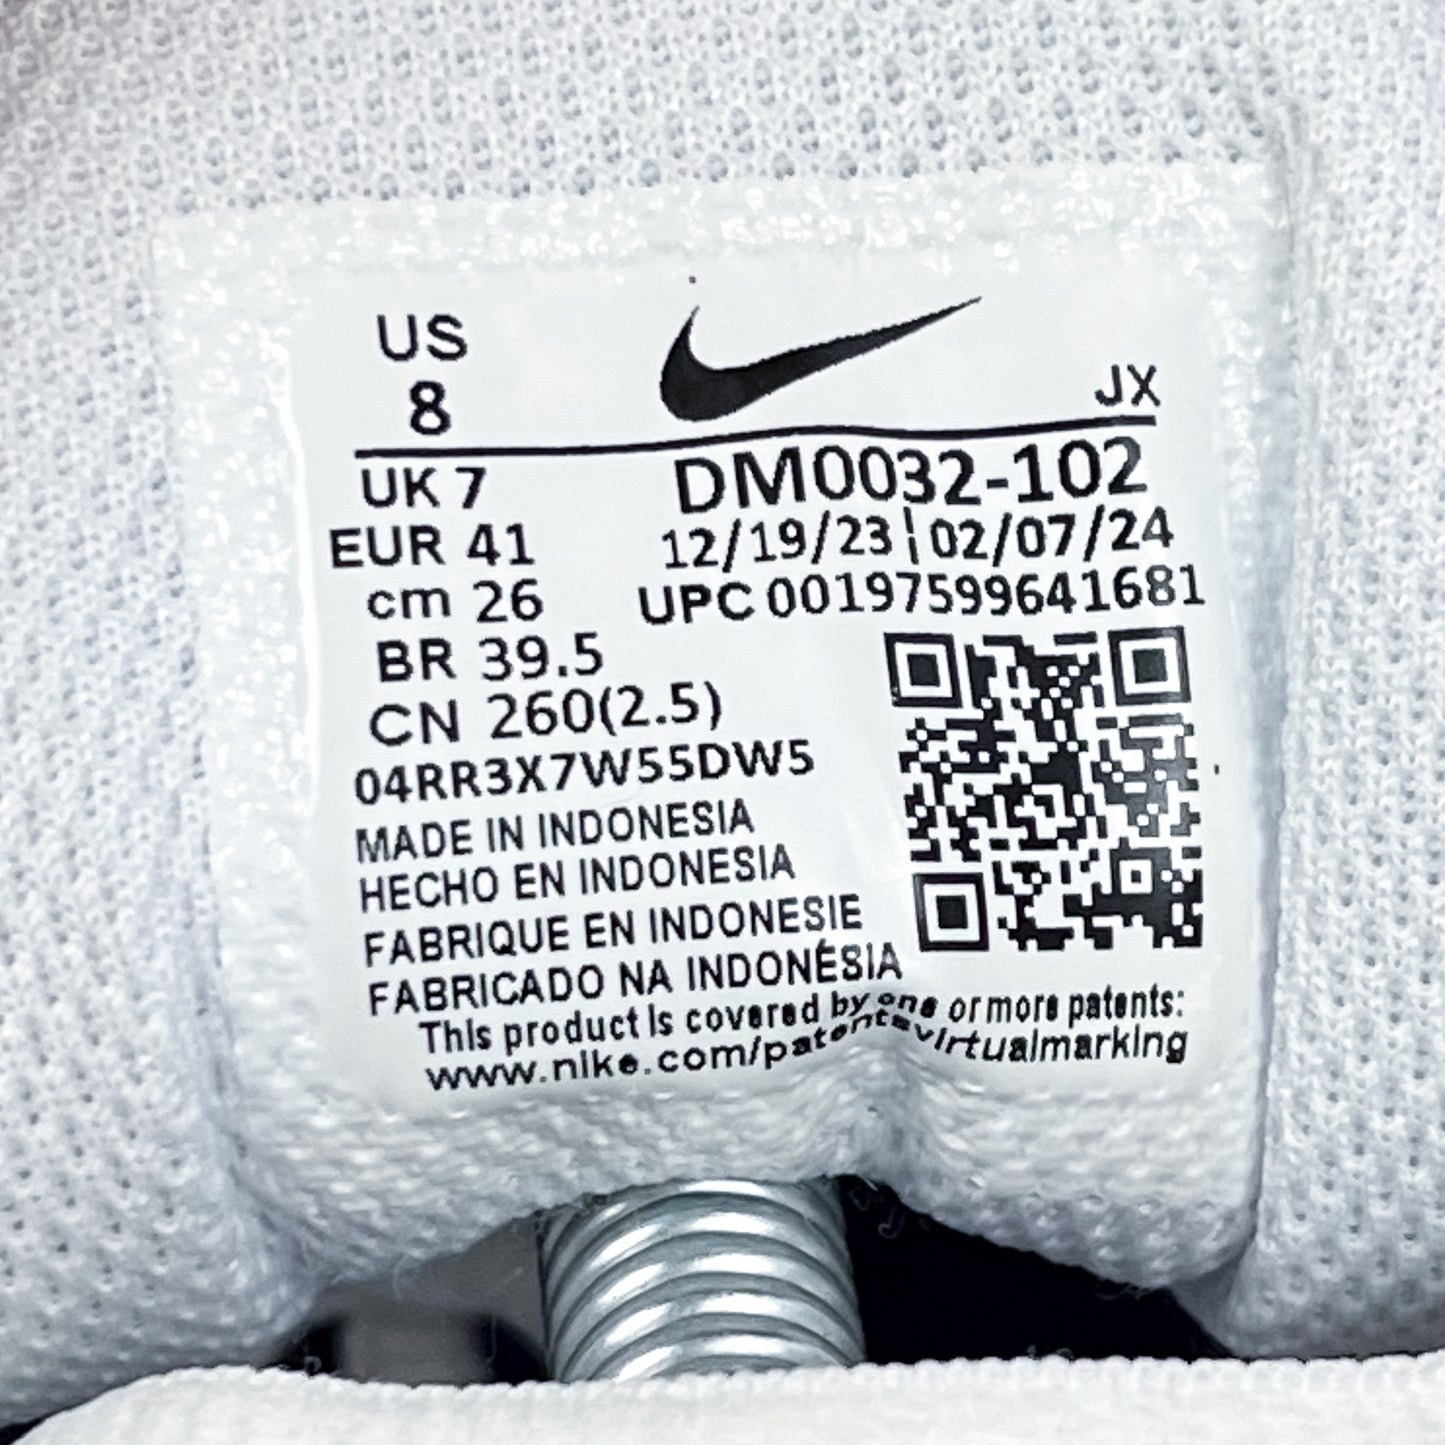 US
8
JX
UK 7
DM0032-102
EUR 41
12/19/23 ¦ 02/07/24
cm 26
UPC 00197599641681
BR 39.5
CN 260(2.5)
04RR3X7W55DW5
MADE IN INDONESIA
HECHO EN INDONESIA
FABRIQUE EN INDONESIE
FABRICADO NA INDONÉSIA
This product is covered by one or more patents:
www.nike.com/patentsvirtualmarking